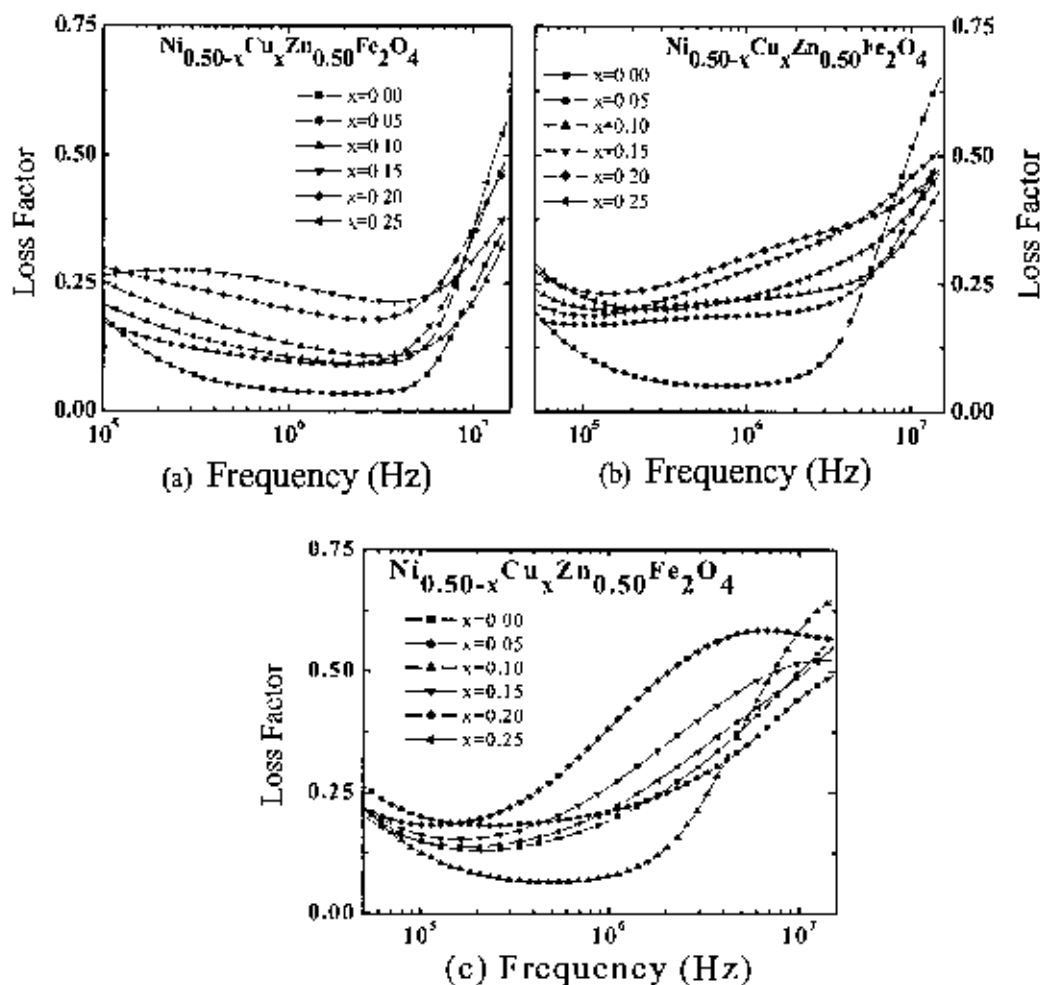 0.75
Ni0.50-xCuxZn0.50Fe2O4
x=0.00
x=0.05
x=0.10
x=0.15
x=0.20
x=0.25
0.50
0.25
0.00
Loss Factor
10^5
10^6
10^7
(a) Frequency (Hz)
Ni0.50-xCuxZn0.50Fe2O4
x=0.00
x=0.05
x=0.10
x=0.15
x=0.20
x=0.25
0.75
0.50
0.25
0.00
Loss Factor
10^5
10^6
10^7
(b) Frequency (Hz)
0.75
Ni0.50-xCuxZn0.50Fe2O4
x=0.00
x=0.05
x=0.10
x=0.15
x=0.20
x=0.25
0.50
0.25
0.00
Loss Factor
10^5
10^6
10^7
(c) Frequency (Hz)